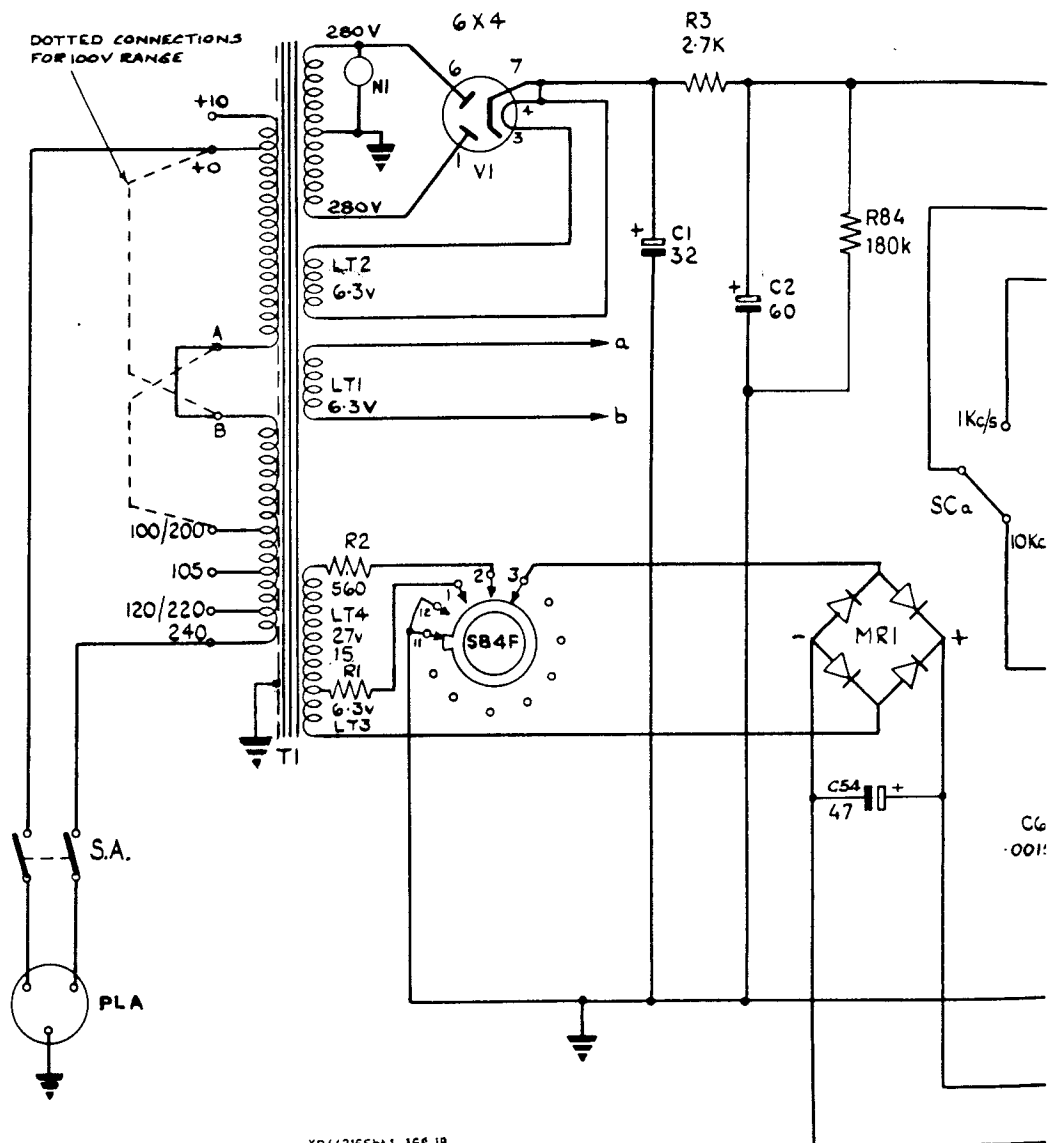 DOTTED CONNECTIONS
FOR 100V RANGE
280V
6X4
R3
2.7K
N1
6
7
4
3
1
V1
+10
+0
280V
LT2
6.3v
C1
+
32
+
C2
60
R84
180k
A
B
LT1
6.3V
a
b
1Kc/s
SCa
10Kc
100/200
105
120/220
240
R2
560
LT4
27v
15
R1
6.3v
LT3
1
2
3
12
11
SB4F
-
MR1
+
T1
C54
+
47
S.A.
PLA
C6